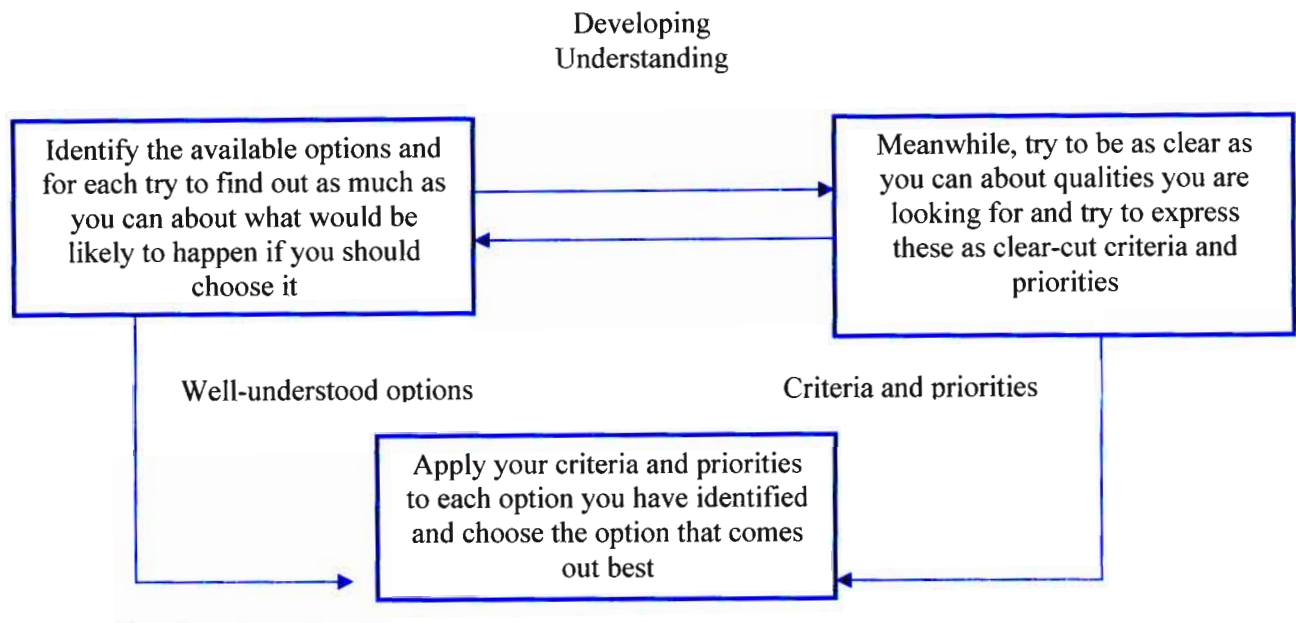 Developing
Understanding
Identify the available options and
for each try to find out as much as
you can about what would be
likely to happen if you should
choose it
Meanwhile, try to be as clear as
you can about qualities you are
looking for and try to express
these as clear-cut criteria and
priorities
Well-understood options
Criteria and priorities
Apply your criteria and priorities
to each option you have identified
and choose the option that comes
out best